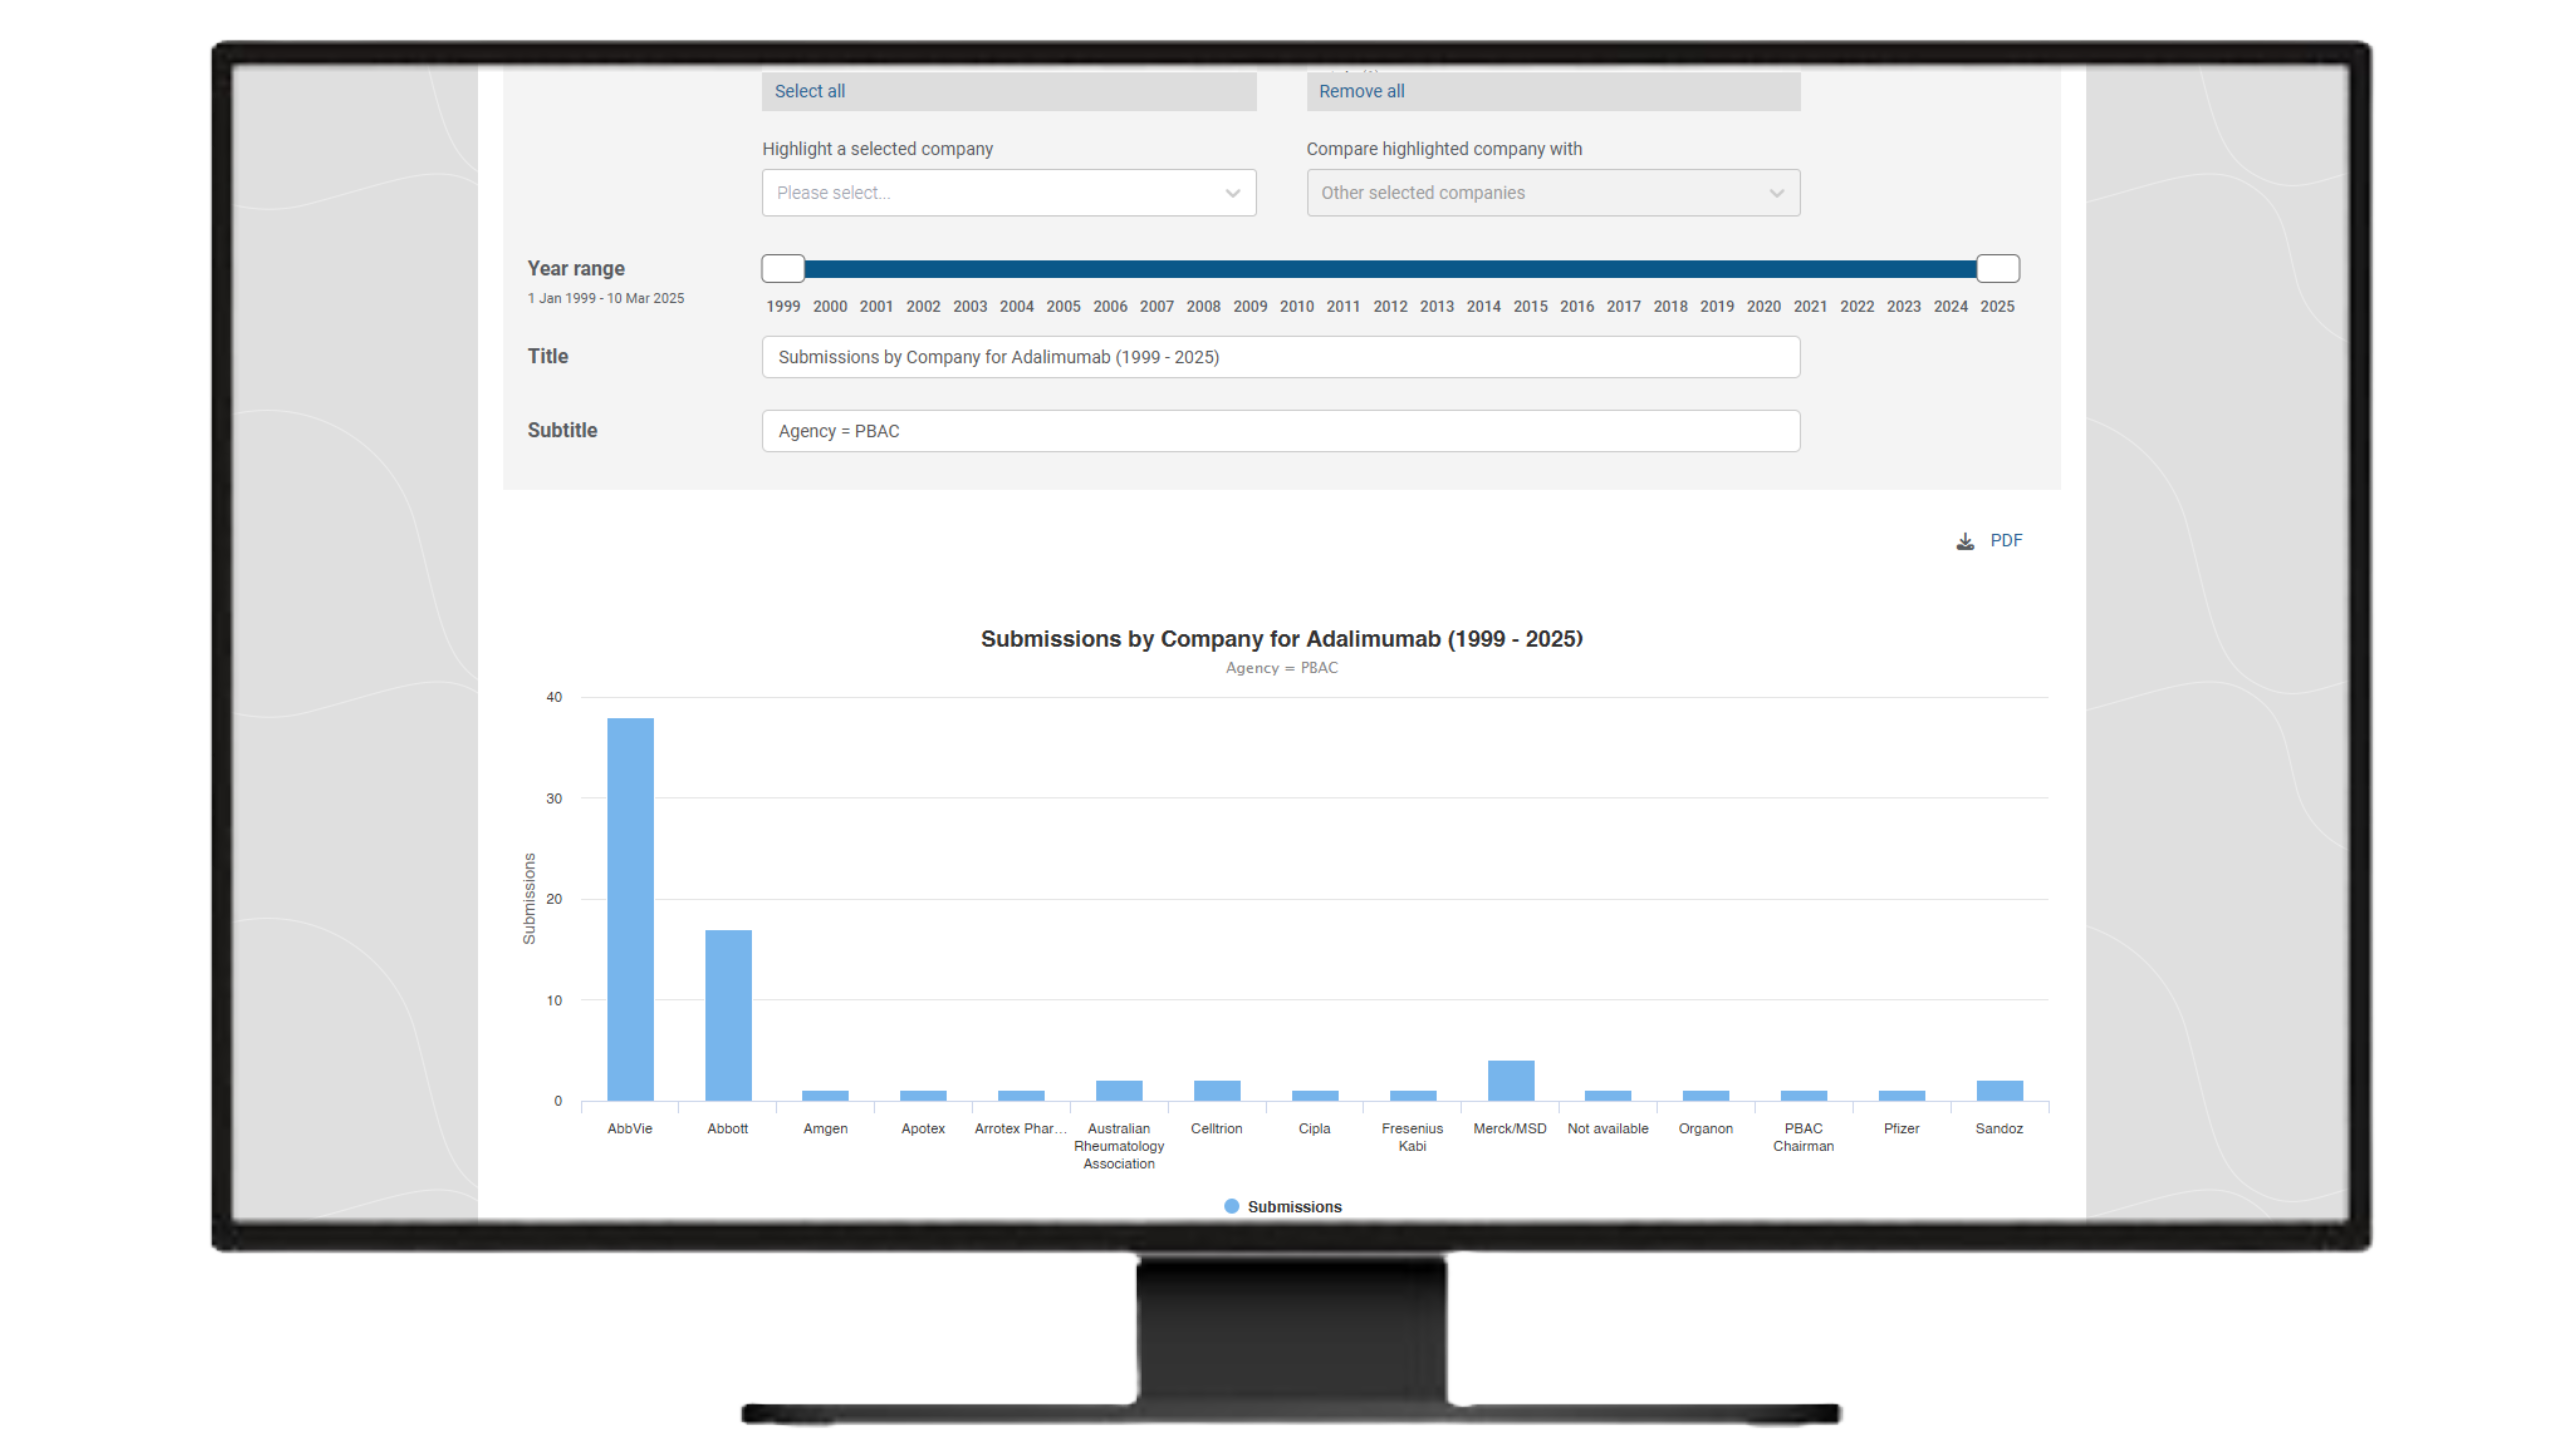 Select all
Remove all
Highlight a selected company
Compare highlighted company with
Please select...
Other selected companies
Year range
1 Jan 1999 - 10 Mar 2025
1999 2000 2001 2002 2003 2004 2005 2006 2007 2008 2009 2010 2011 2012 2013 2014 2015 2016 2017 2018 2019 2020 2021 2022 2023 2024 2025
Title
Submissions by Company for Adalimumab (1999 - 2025)
Subtitle
Agency = PBAC
PDF
Submissions by Company for Adalimumab (1999 - 2025)
Agency = PBAC
Submissions
40
30
20
10
0
AbbVie
Abbott
Amgen
Apotex
Arrotex Phar...
Australian
Rheumatology
Association
Celltrion
Cipla
Fresenius
Kabi
Merck/MSD
Not available
Organon
PBAC
Chairman
Pfizer
Sandoz
Submissions